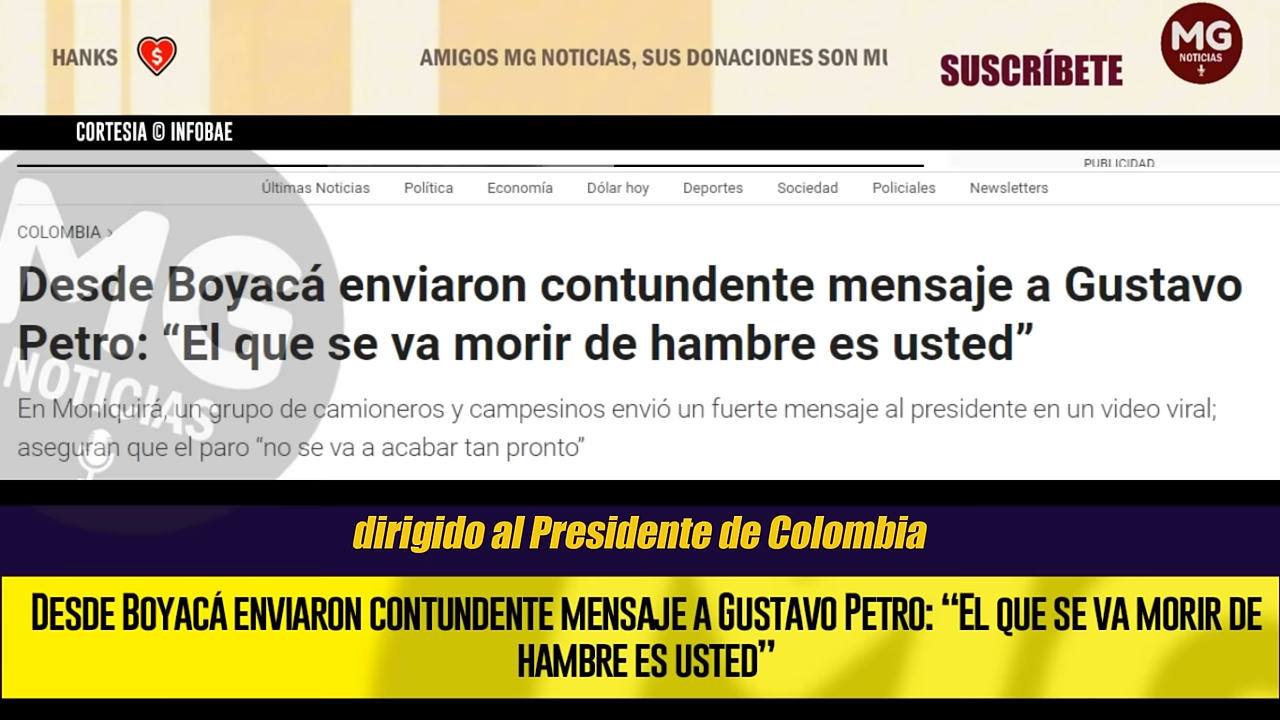 HANKS
AMIGOS MG NOTICIAS, SUS DONACIONES SON MU
SUSCRÍBETE
MG
NOTICIAS
CORTESIA © INFOBAE
PUBLICIDAD
Últimas Noticias Política Economía Dólar hoy Deportes Sociedad Policiales Newsletters
COLOMBIA >
Desde Boyacá enviaron contundente mensaje a Gustavo
Petro: “El que se va morir de hambre es usted”
MG
NOTICIAS
En Moniquirá, un grupo de camioneros y campesinos envió un fuerte mensaje al presidente en un video viral;
aseguran que el paro “no se va a acabar tan pronto”
dirigido al Presidente de Colombia
DESDE BOYACÁ ENVIARON CONTUNDENTE MENSAJE A GUSTAVO PETRO: “EL QUE SE VA MORIR DE
HAMBRE ES USTED”